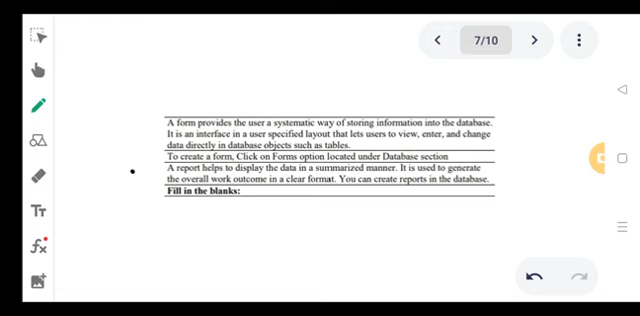 7/10
A form provides the user a systematic way of storing information into the database.
It is an interface in a user specified layout that lets users to view, enter, and change
data directly in database objects such as tables.
To create a form, Click on Forms option located under Database section
A report helps to display the data in a summarized manner. It is used to generate
the overall work outcome in a clear format. You can create reports in the database.
Fill in the blanks:
Tт
fx